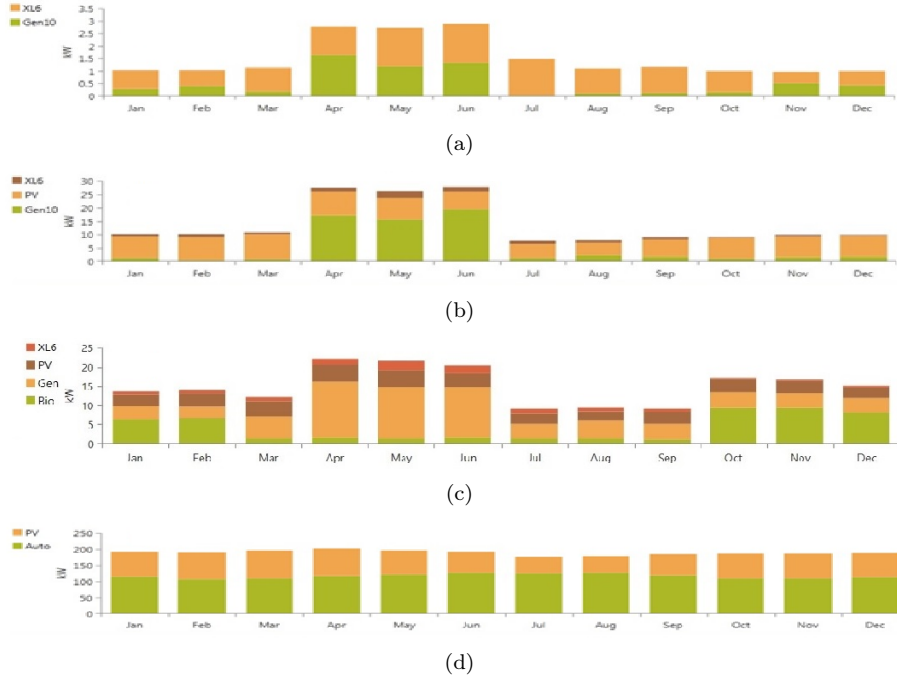 XL6
Gen10
kW
3.5
3
2.5
2
1.5
1
0.5
0
Jan Feb Mar Apr May Jun Jul Aug Sep Oct Nov Dec
(a)
XL6
PV
Gen10
kW
30
25
20
15
10
5
0
Jan Feb Mar Apr May Jun Jul Aug Sep Oct Nov Dec
(b)
XL6
PV
Gen
Bio
kW
25
20
15
10
5
0
Jan Feb Mar Apr May Jun Jul Aug Sep Oct Nov Dec
(c)
PV
Auto
kW
250
200
150
100
50
0
Jan Feb Mar Apr May Jun Jul Aug Sep Oct Nov Dec
(d)